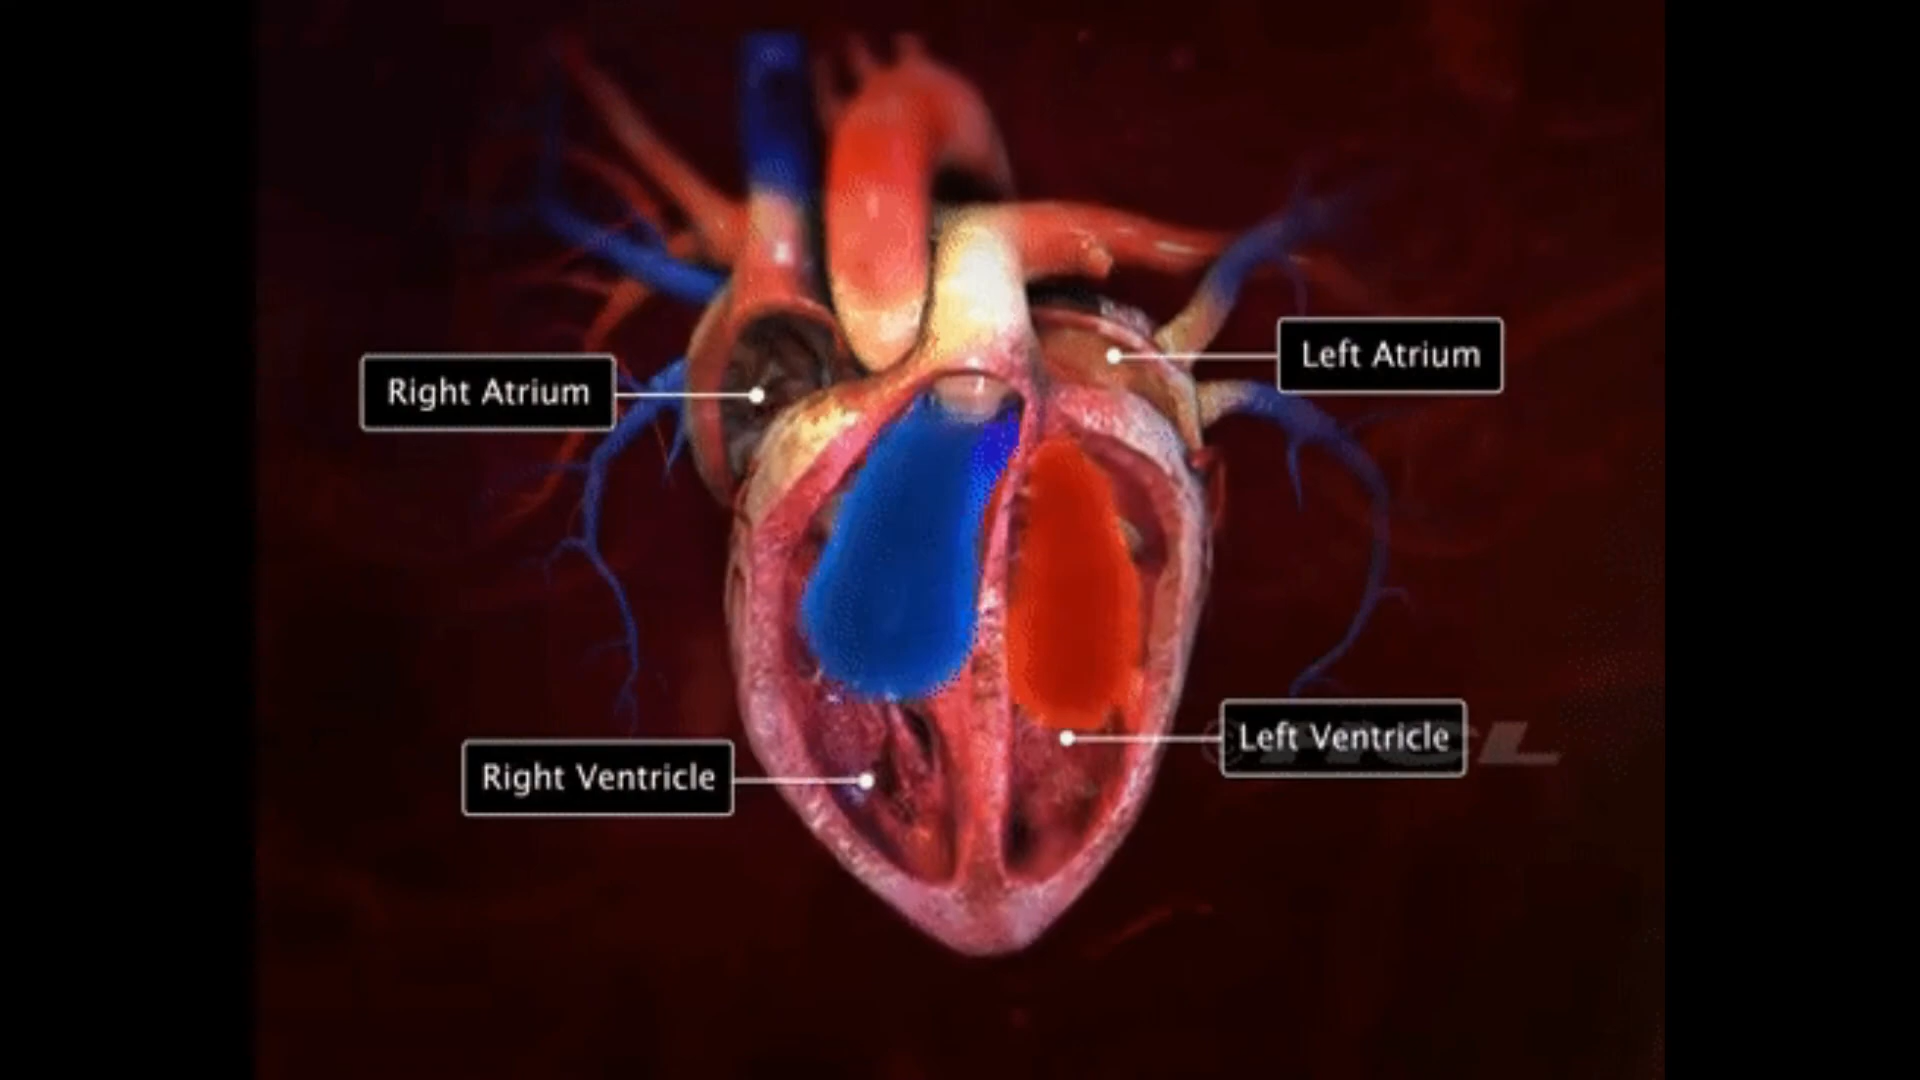 Left Atrium
Right Atrium
Left Ventricle
Right Ventricle